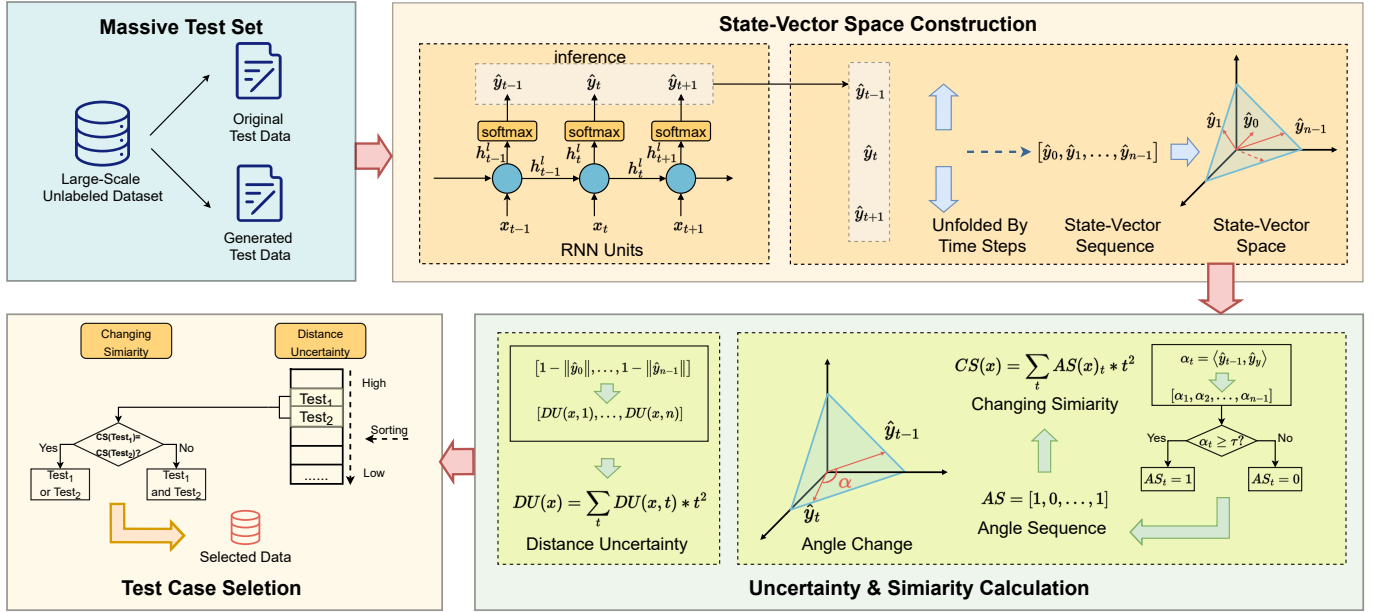 Massive Test Set
Large-Scale
Unlabeled Dataset
Original
Test Data
Generated
Test Data
State-Vector Space Construction
inference
ŷ_{t−1}
ŷ_t
ŷ_{t+1}
softmax
softmax
softmax
h^l_{t−1}
h^l_t
h^l_{t+1}
h^l_{t−1}
h^l_t
x_{t−1}
x_t
x_{t+1}
RNN Units
ŷ_{t−1}
ŷ_t
ŷ_{t+1}
Unfolded By
Time Steps
[ŷ_0, ŷ_1, . . . , ŷ_{n−1}]
State-Vector
Sequence
ŷ_1
ŷ_0
ŷ_{n−1}
State-Vector
Space
Changing
Simiarity
Distance
Uncertainty
High
Test_1
Test_2
Sorting
Low
......
CS(Test_1)=
CS(Test_2)?
Yes
No
Test_1
or Test_2
Test_1
and Test_2
Selected Data
Test Case Seletion
[1 − ‖ŷ_0‖, . . . , 1 − ‖ŷ_{n−1}‖]
[DU(x, 1), . . . , DU(x, n)]
DU(x) = ∑_t DU(x, t) ∗ t^2
Distance Uncertainty
ŷ_{t−1}
α
ŷ_t
Angle Change
CS(x) = ∑_t AS(x)_t ∗ t^2
Changing Simiarity
AS = [1, 0, . . . , 1]
Angle Sequence
α_t = ⟨ŷ_{t−1}, ŷ_y⟩
[α_1, α_2, . . . , α_{n−1}]
α_t ≥ τ?
Yes
No
AS_t = 1
AS_t = 0
Uncertainty & Simiarity Calculation